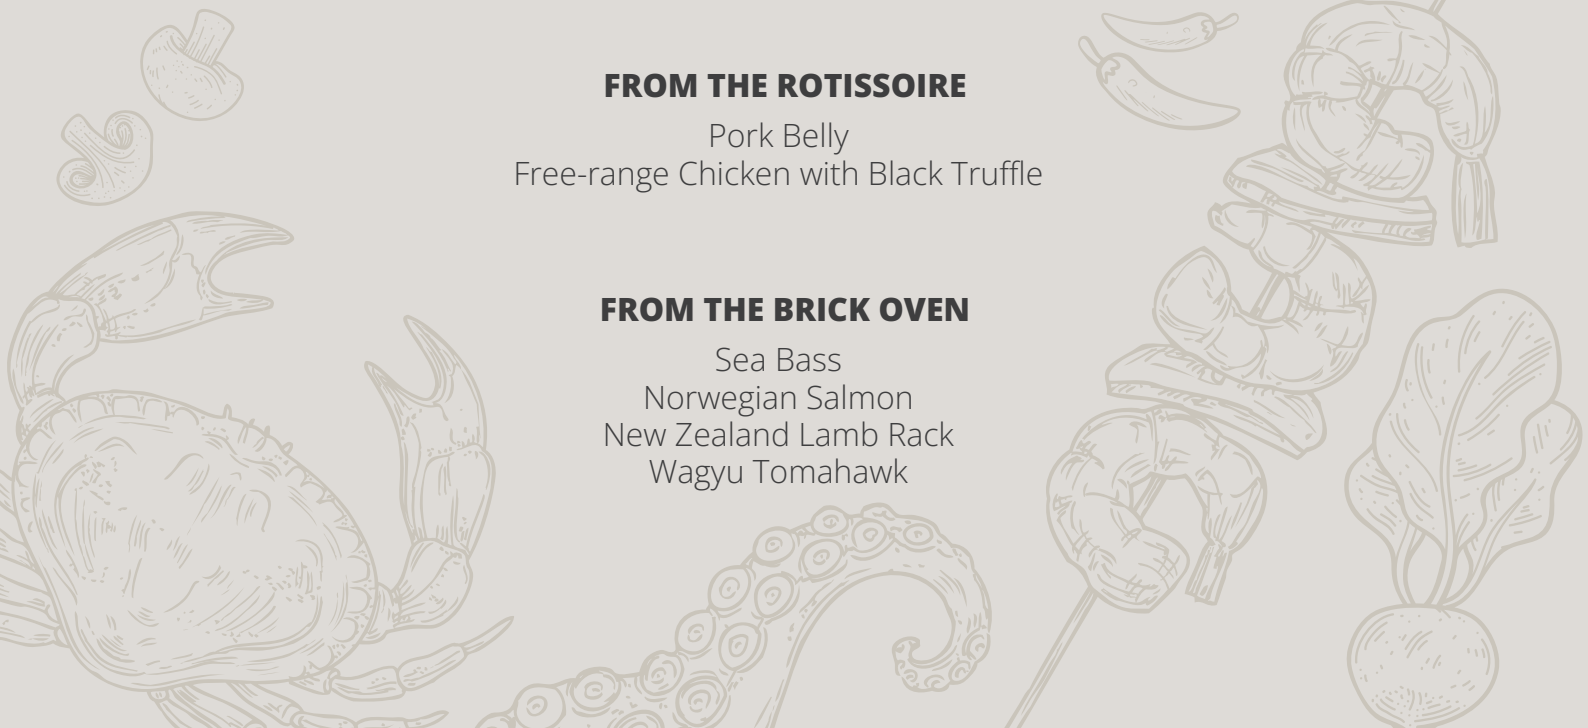 FROM THE ROTISSOIRE
Pork Belly
Free-range Chicken with Black Truffle
FROM THE BRICK OVEN
Sea Bass
Norwegian Salmon
New Zealand Lamb Rack
Wagyu Tomahawk